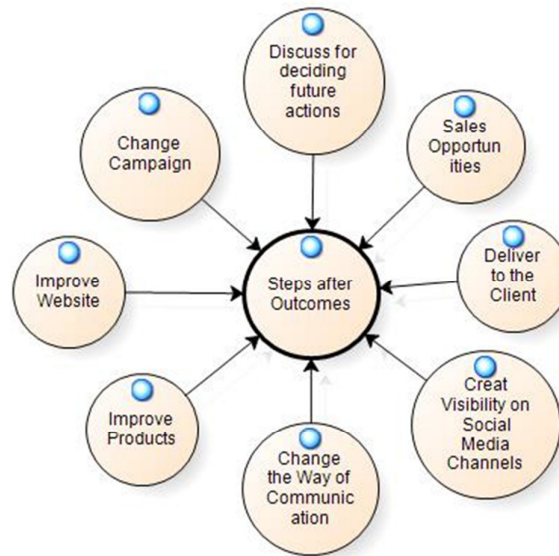 Discuss for
deciding
future
actions
Sales
Opportun
ities
Deliver
to the
Client
Creat
Visibility on
Social
Media
Channels
Change
the Way of
Communic
ation
Improve
Products
Improve
Website
Change
Campaign
Steps after
Outcomes